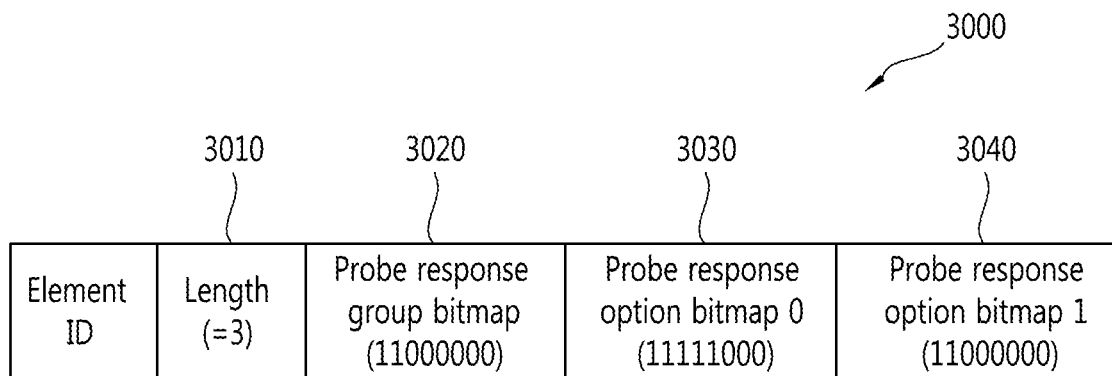 3000
3010 3020 3030 3040
Element Length Probe response Probe response Probe response
ID (=3) group bitmap option bitmap 0 option bitmap 1
(11000000) (11111000) (11000000)